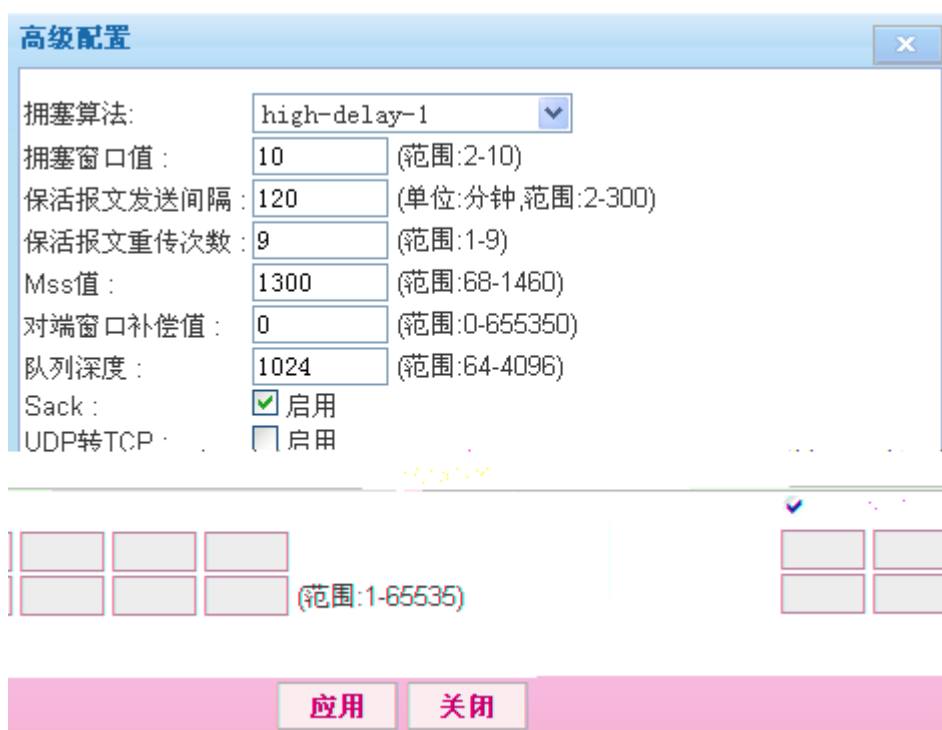 高级配置
拥塞算法: high-delay-1
拥塞窗口值 : 10 (范围:2-10)
保活报文发送间隔 : 120 (单位:分钟,范围:2-300)
保活报文重传次数 : 9 (范围:1-9)
Mss值 : 1300 (范围:68-1460)
对端窗口补偿值 : 0 (范围:0-655350)
队列深度 : 1024 (范围:64-4096)
Sack : 启用
UDP转TCP : 启用
(范围:1-65535)
应用 关闭